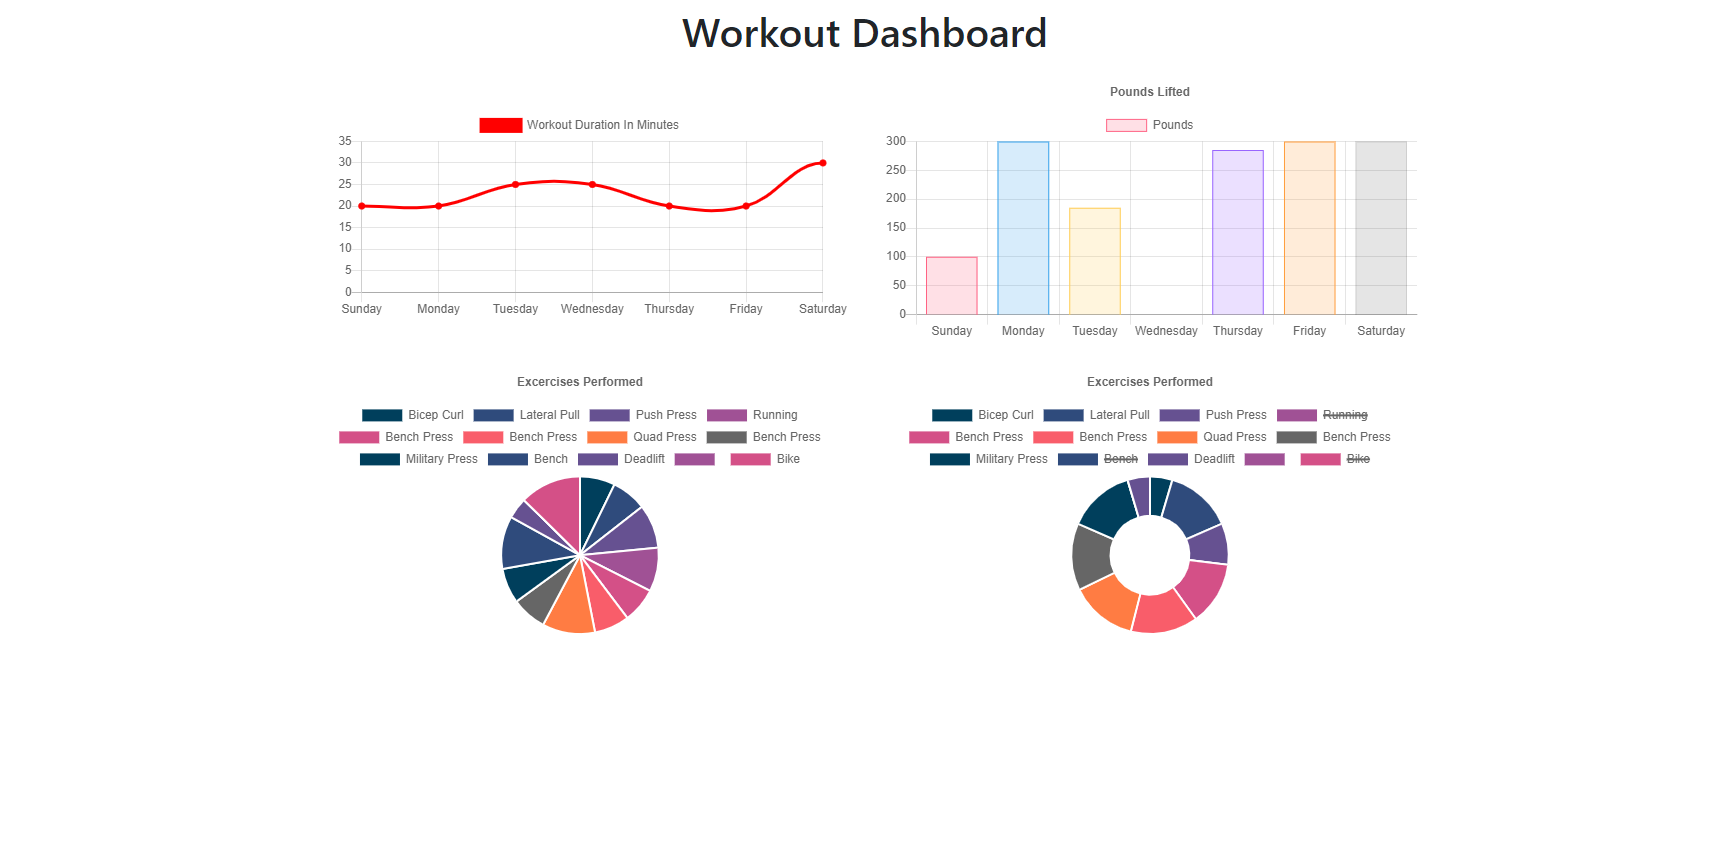 Workout Dashboard
Workout Duration In Minutes
35
30
25
20
15
10
5
0
Sunday Monday Tuesday Wednesday Thursday Friday Saturday
Pounds Lifted
Pounds
300
250
200
150
100
50
0
Sunday Monday Tuesday Wednesday Thursday Friday Saturday
Excercises Performed
Bicep Curl Lateral Pull Push Press Running
Bench Press Bench Press Quad Press Bench Press
Military Press Bench Deadlift Bike
Excercises Performed
Bicep Curl Lateral Pull Push Press Running
Bench Press Bench Press Quad Press Bench Press
Military Press Bench Deadlift Bike